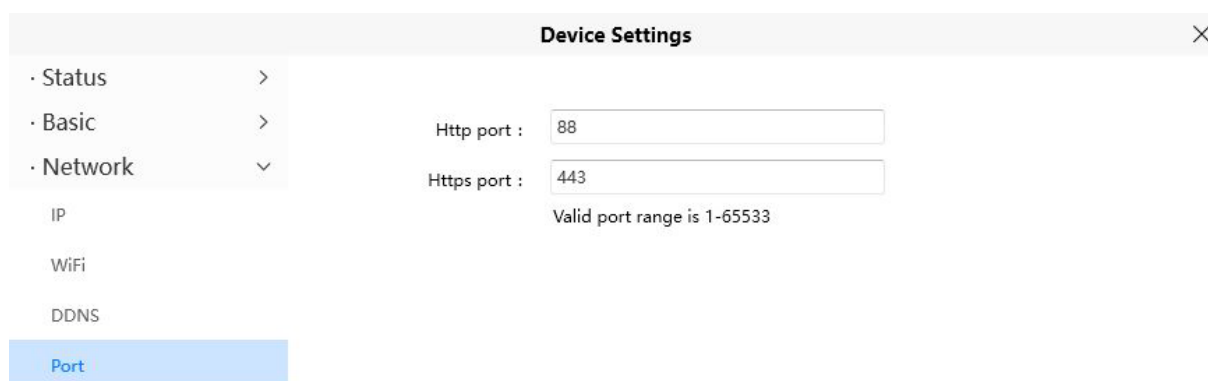 Device Settings
· Status
· Basic
· Network
IP
WiFi
DDNS
Port
Http port :
88
Https port :
443
Valid port range is 1-65533